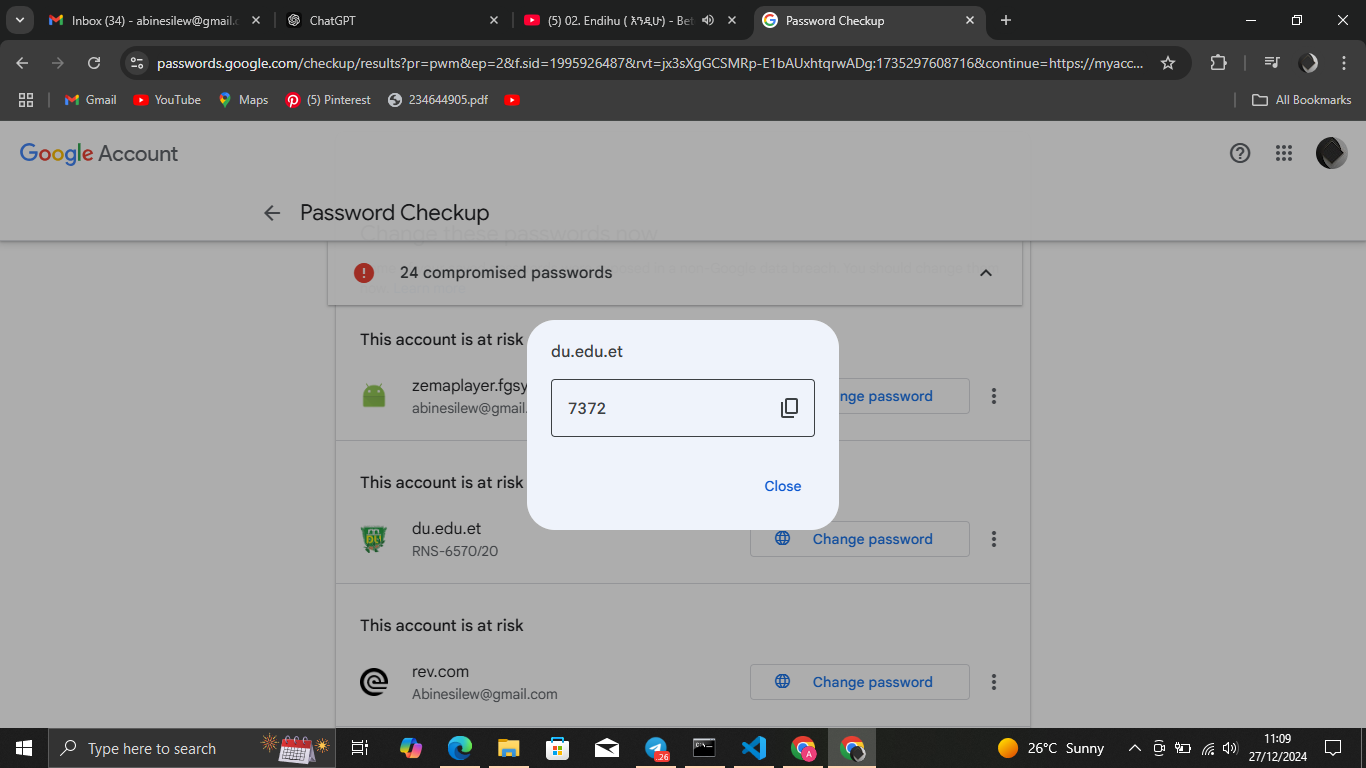 Inbox (34) - abinesilew@gmail.c
ChatGPT
(5) 02. Endihu ( እንዲሁ) - Bet
Password Checkup
passwords.google.com/checkup/results?pr=pwm&ep=2&f.sid=1995926487&rvt=jx3sXgGCSMRp-E1bAUxhtqrwADg:1735297608716&continue=https://myacc...
Gmail
YouTube
Maps
(5) Pinterest
234644905.pdf
All Bookmarks
Google Account
Password Checkup
Change these passwords now
24 compromised passwords
This account is at risk
zemaplayer.fgsy
abinesilew@gmail.
nge password
du.edu.et
7372
Close
This account is at risk
du.edu.et
RNS-6570/20
Change password
This account is at risk
rev.com
Abinesilew@gmail.com
Change password
Type here to search
26
A
26°C Sunny
11:09
27/12/2024